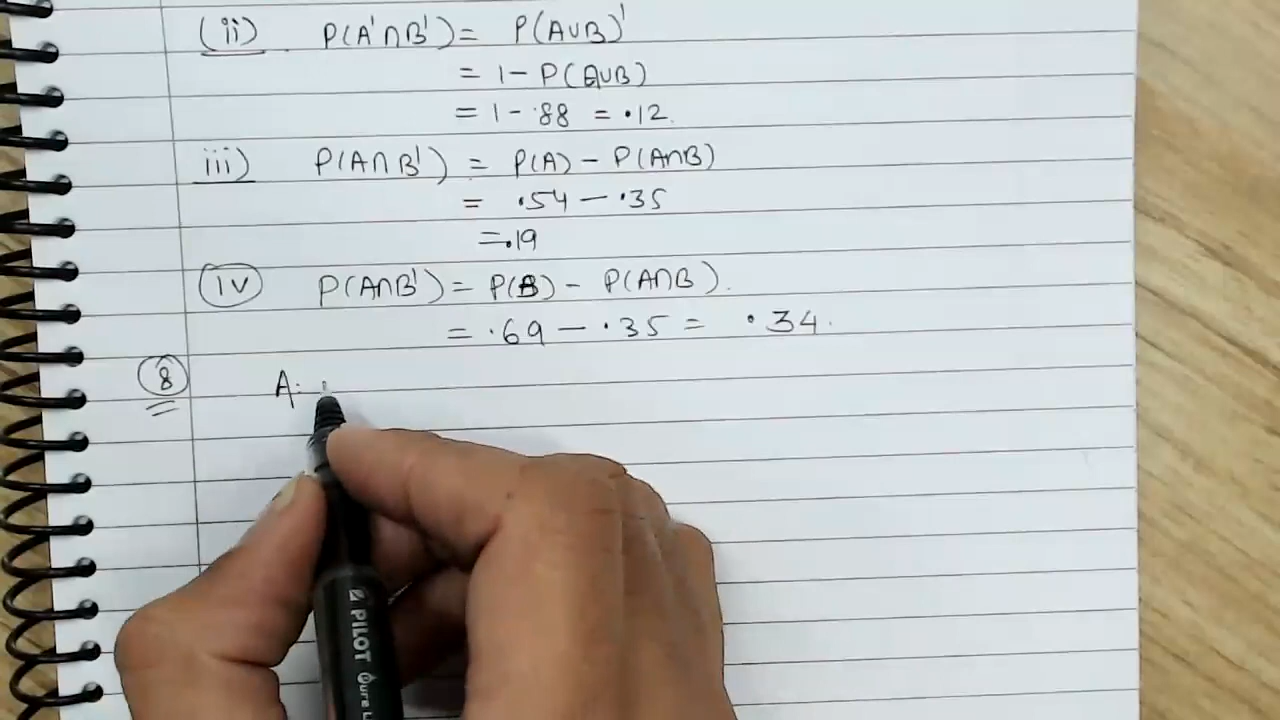 (ii) P(A'∩B') = P(A∪B)'
= 1 - P(A∪B)
= 1 - .88 = .12.
iii) P(A∩B') = P(A) - P(A∩B)
= .54 - .35
= .19
(iv) P(A∩B') = P(B) - P(A∩B).
= .69 - .35 = .34.
(8) A:
PILOT